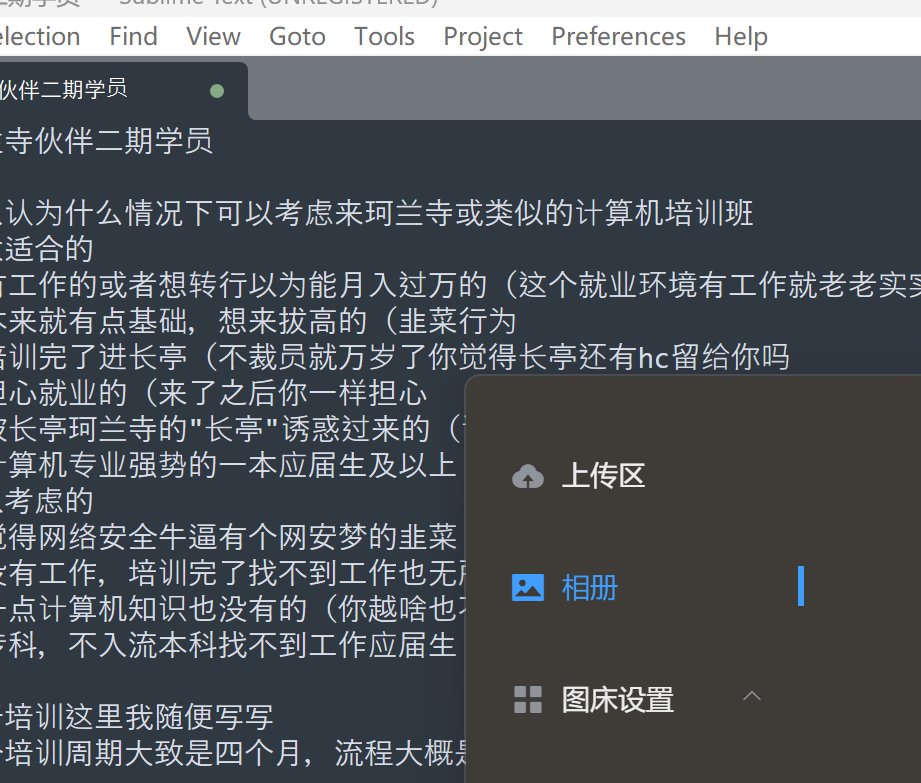 Sublime Text (UNREGISTERED)
election Find View Goto Tools Project Preferences Help
伙伴二期学员
寺伙伴二期学员
认为什么情况下可以考虑来珂兰寺或类似的计算机培训班
适合的
有工作的或者想转行以为能月入过万的（这个就业环境有工作就老老实实
本来就有点基础，想来拔高的（韭菜行为
培训完了进长亭（不裁员就万岁了你觉得长亭还有hc留给你吗
担心就业的（来了之后你一样担心
被长亭珂兰寺的"长亭"诱惑过来的（
计算机专业强势的一本应届生及以上
考虑的
觉得网络安全牛逼有个网安梦的韭菜
没有工作，培训完了找不到工作也无所
一点计算机知识也没有的（你越啥也不
专科，不入流本科找不到工作应届生
培训这里我随便写写
培训周期大致是四个月，流程大概是
上传区
相册
图床设置